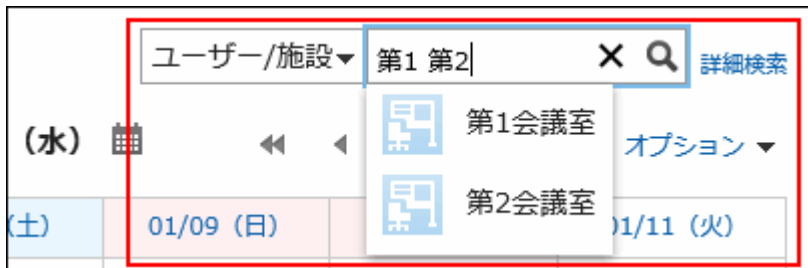 ユーザー/施設▼ 第1 第2 詳細検索
第1会議室
(水) オプション ▼
第2会議室
(土) 01/09 (日) 01/11 (火)